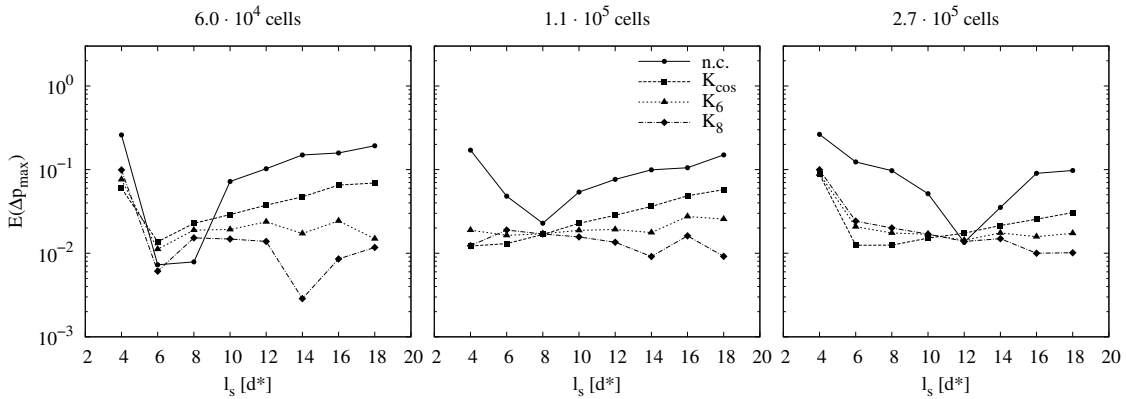 6.0 · 10^4 cells
1.1 · 10^5 cells
2.7 · 10^5 cells
E(Δp_max)
10^0
10^-1
10^-2
10^-3
n.c.
K_cos
K_6
K_8
2 4 6 8 10 12 14 16 18 20
2 4 6 8 10 12 14 16 18 20
2 4 6 8 10 12 14 16 18 20
l_s [d*]
l_s [d*]
l_s [d*]